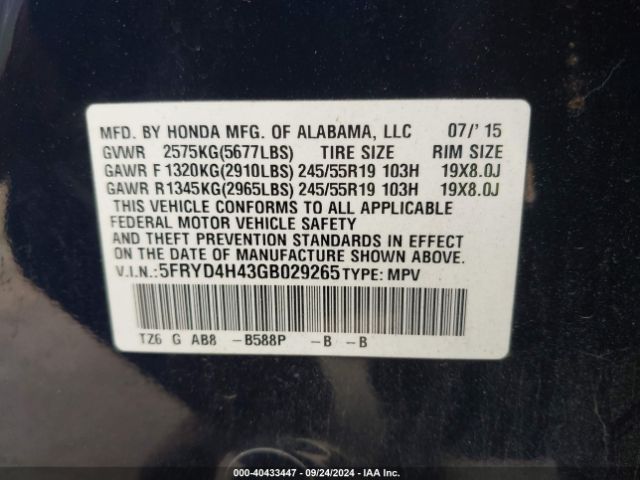 MFD. BY HONDA MFG. OF ALABAMA, LLC 07/'15
GVWR 2575KG(5677LBS) TIRE SIZE RIM SIZE
GAWR F 1320KG(2910LBS) 245/55R19 103H 19X8.0J
GAWR R 1345KG(2965LBS) 245/55R19 103H 19X8.0J
THIS VEHICLE CONFORMS TO ALL APPLICABLE
FEDERAL MOTOR VEHICLE SAFETY
AND THEFT PREVENTION STANDARDS IN EFFECT
ON THE DATE OF MANUFACTURE SHOWN ABOVE.
V.I.N.:5FRYD4H43GB029265 TYPE: MPV
TZ6 G AB8 -B588P -B -B
000-40433447 - 09/24/2024 - IAA Inc.